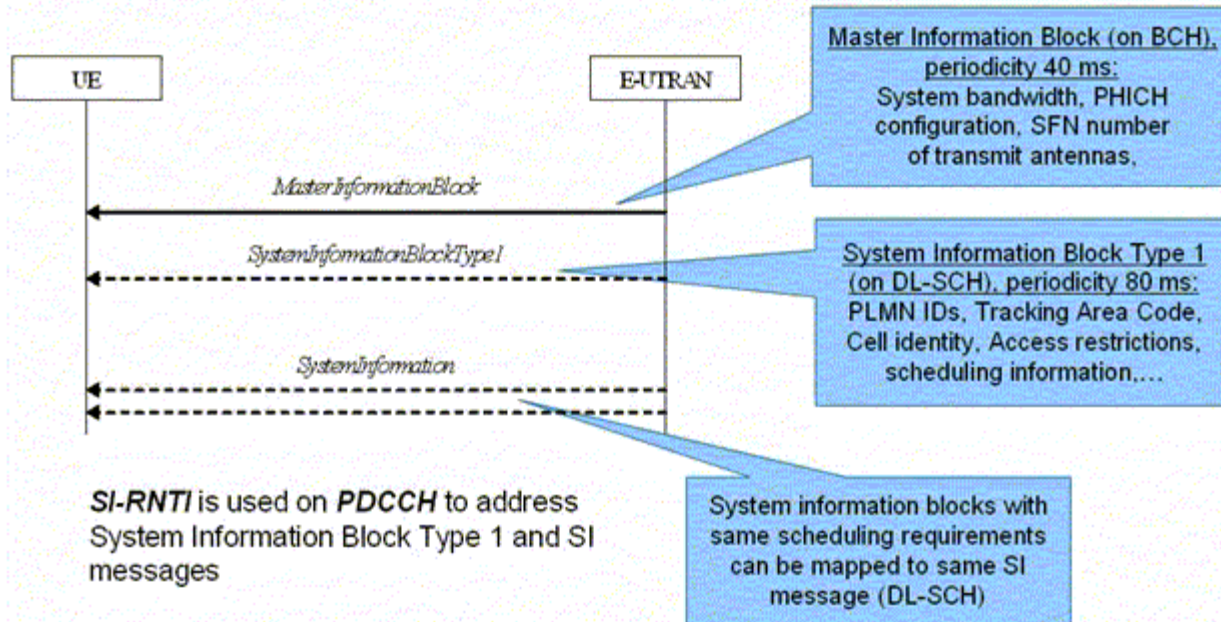 UE
E-UTRAN
Master Information Block (on BCH),
periodicity 40 ms:
System bandwidth, PHICH
configuration, SFN number
of transmit antennas,
MasterInformationBlock
SystemInformationBlockType1
System Information Block Type 1
(on DL-SCH), periodicity 80 ms:
PLMN IDs, Tracking Area Code,
Cell identity, Access restrictions,
scheduling information,...
SystemInformation
SI-RNTI is used on PDCCH to address
System Information Block Type 1 and SI
messages
System information blocks with
same scheduling requirements
can be mapped to same SI
message (DL-SCH)